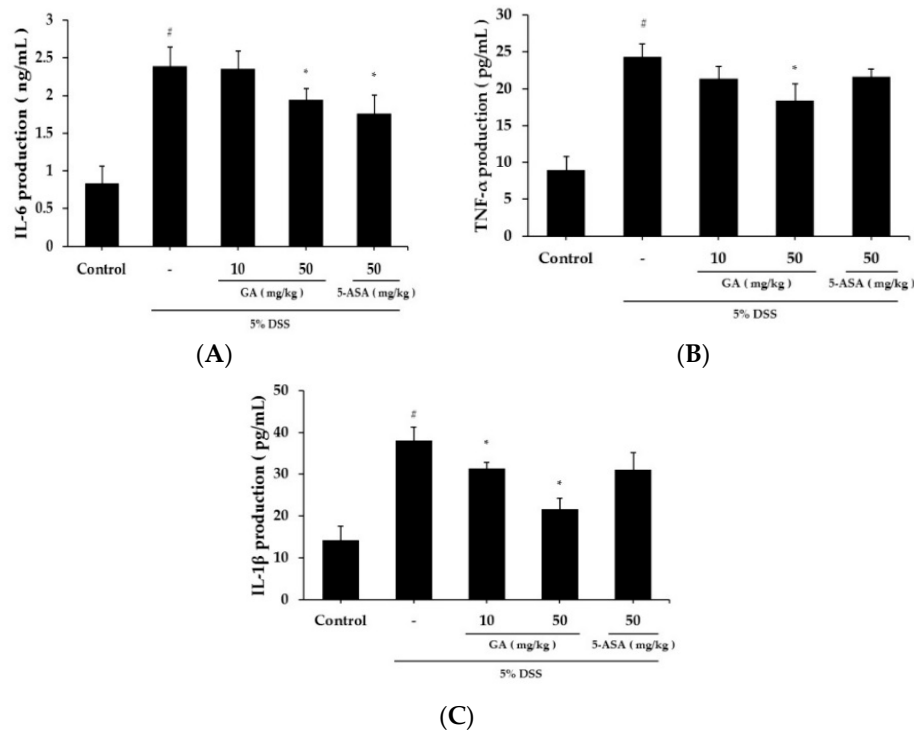 IL-6 production ( ng/mL)
3
2.5
2
1.5
1
0.5
0
#
*
*
Control - 10 50 50
GA ( mg/kg) 5-ASA ( mg/kg )
5% DSS
(A)
TNF-α production ( pg/mL)
30
25
20
15
10
5
0
#
*
Control - 10 50 50
GA ( mg/kg) 5-ASA ( mg/kg )
5% DSS
(B)
IL-1β production ( pg/mL)
50
40
30
20
10
0
#
*
*
Control - 10 50 50
GA ( mg/kg) 5-ASA ( mg/kg )
5% DSS
(C)